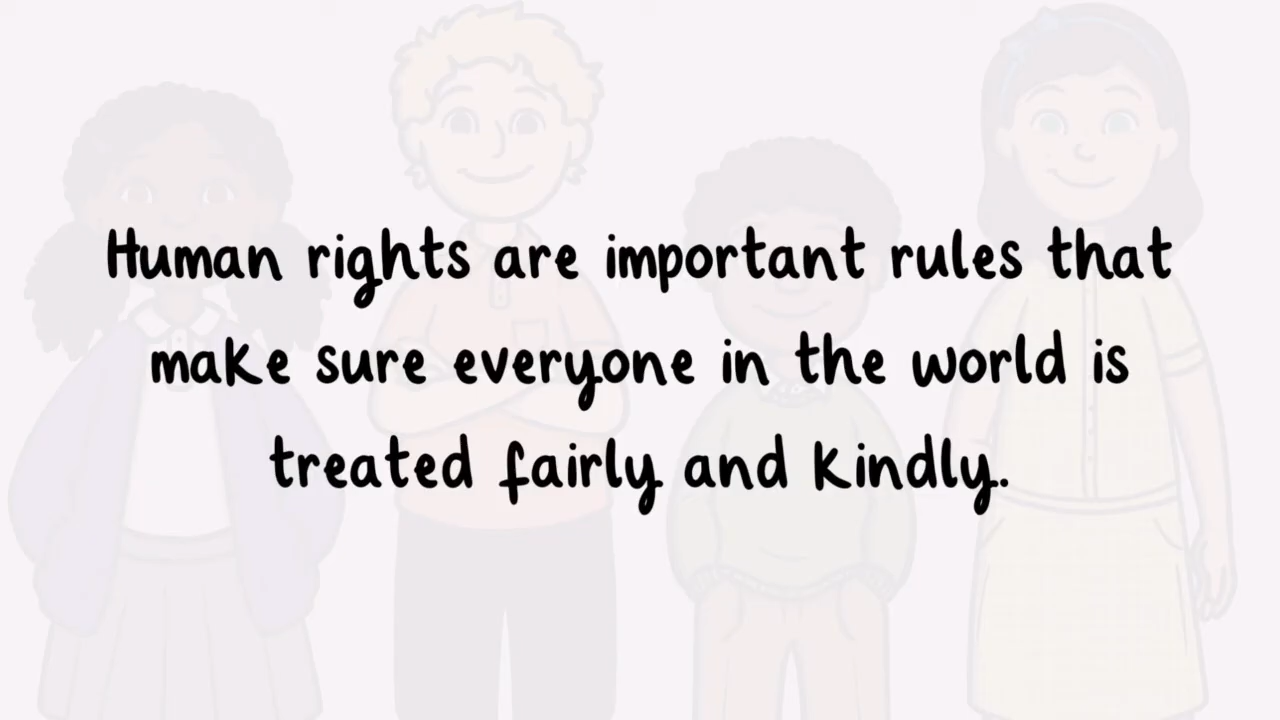 Human rights are important rules that
make sure everyone in the world is
treated fairly and kindly.